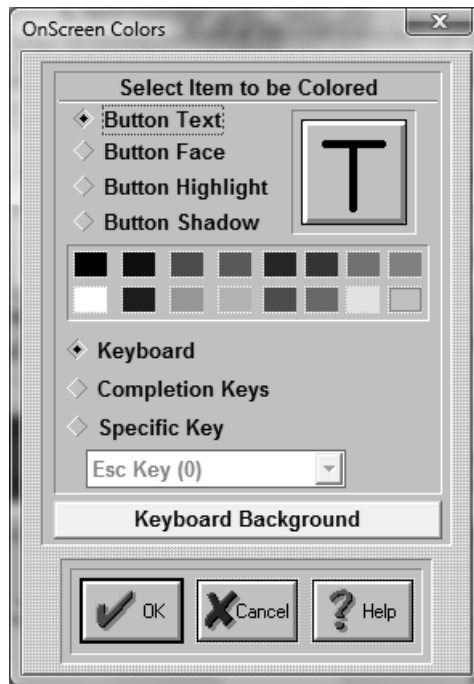 OnScreen Colors
X
Select Item to be Colored
Button Text
Button Face
Button Highlight
Button Shadow
T
Keyboard
Completion Keys
Specific Key
Esc Key (0)
Keyboard Background
OK Cancel ? Help